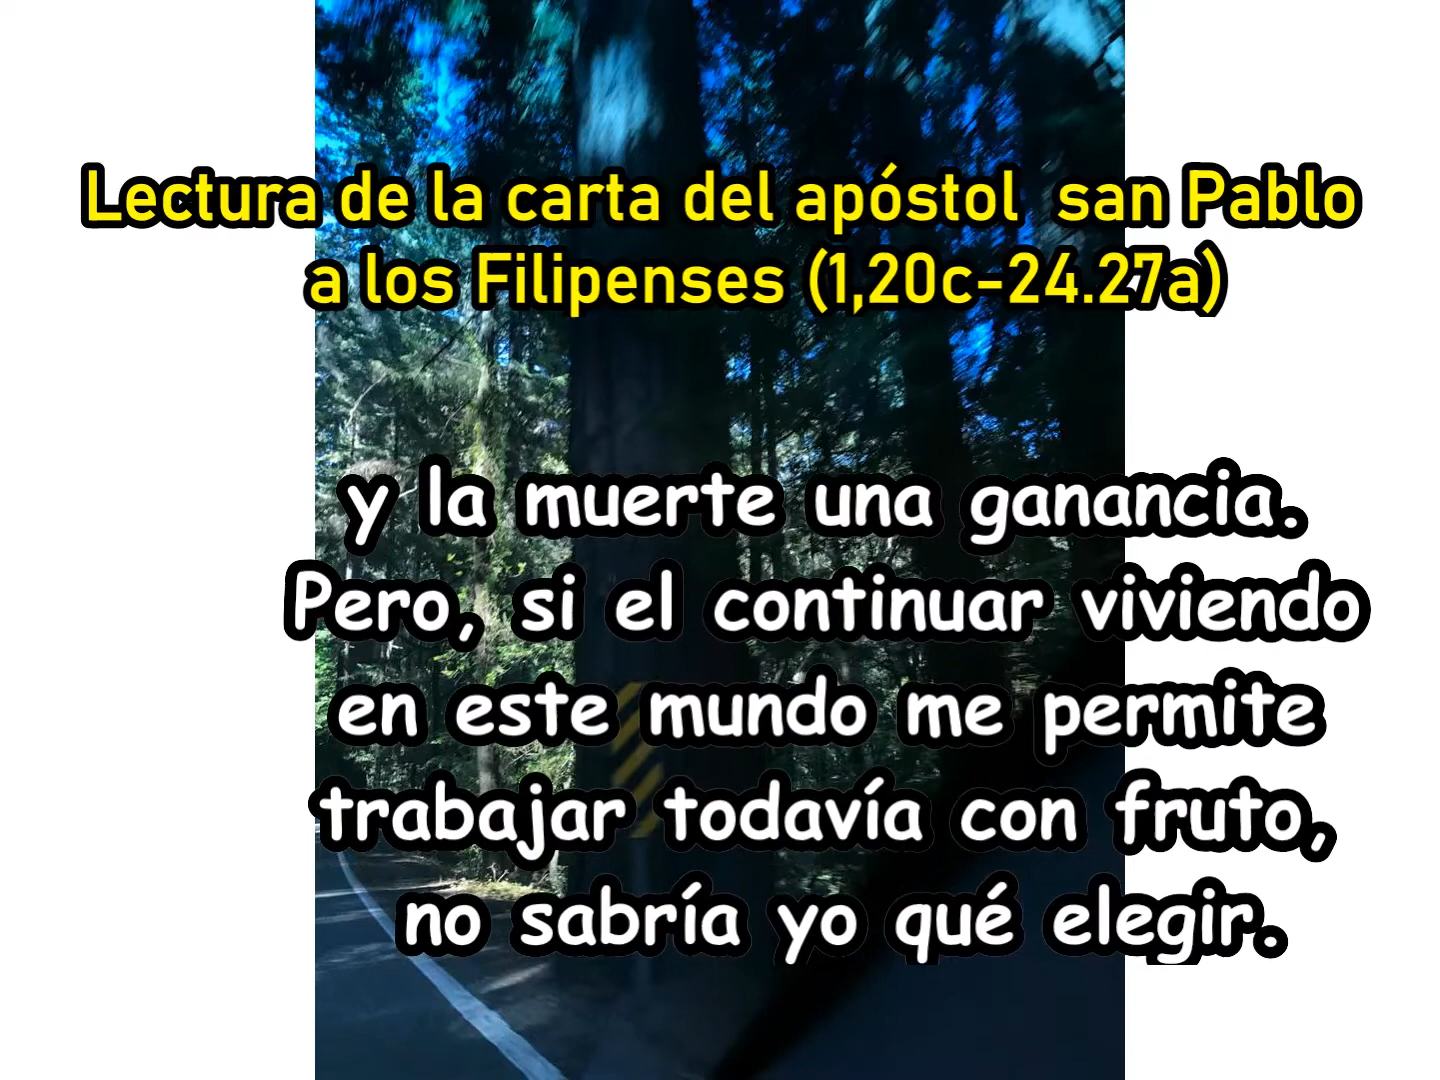 Lectura de la carta del apóstol san Pablo
a los Filipenses (1,20c-24.27a)
y la muerte una ganancia.
Pero, si el continuar viviendo
en este mundo me permite
trabajar todavía con fruto,
no sabría yo qué elegir.